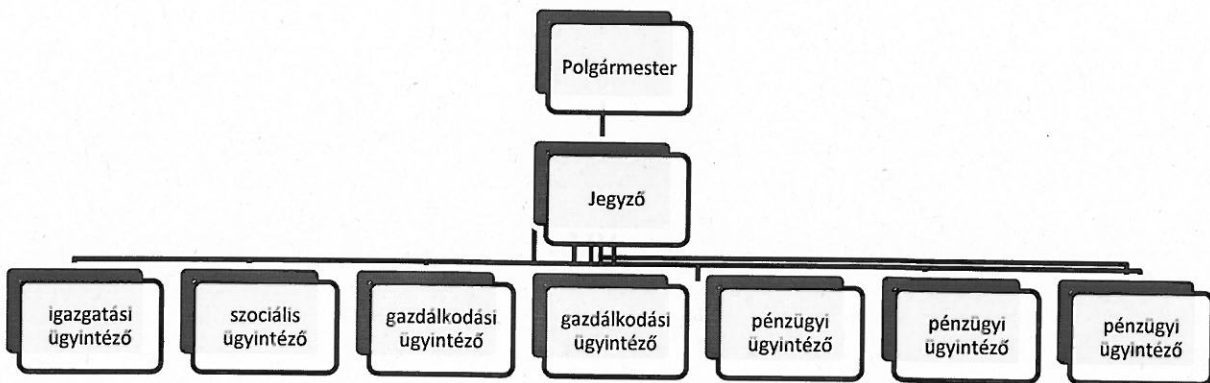 Polgármester
Jegyző
igazgatási
ügyintéző
szociális
ügyintéző
gazdálkodási
ügyintéző
gazdálkodási
ügyintéző
pénzügyi
ügyintéző
pénzügyi
ügyintéző
pénzügyi
ügyintéző